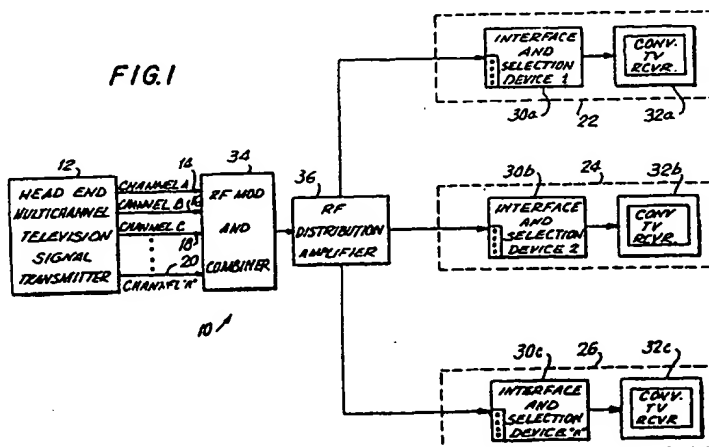 FIG.1
12
HEAD END
MULTICHANNEL
TELEVISION
SIGNAL
TRANSMITTER
CHANNEL A
14
CHANNEL B
16
CHANNEL C
18
20
CHANNEL "N"
34
RF MOD
AND
COMBINER
10
36
RF
DISTRIBUTION
AMPLIFIER
INTERFACE
AND
SELECTION
DEVICE 1
30a
CONV.
TV
RCVR.
32a
22
30b
INTERFACE
AND
SELECTION
DEVICE 2
24
32b
CONV
TV
RCVR.
30c
INTERFACE
AND
SELECTION
DEVICE "N"
26
32c
CONV.
TV
RCVR.